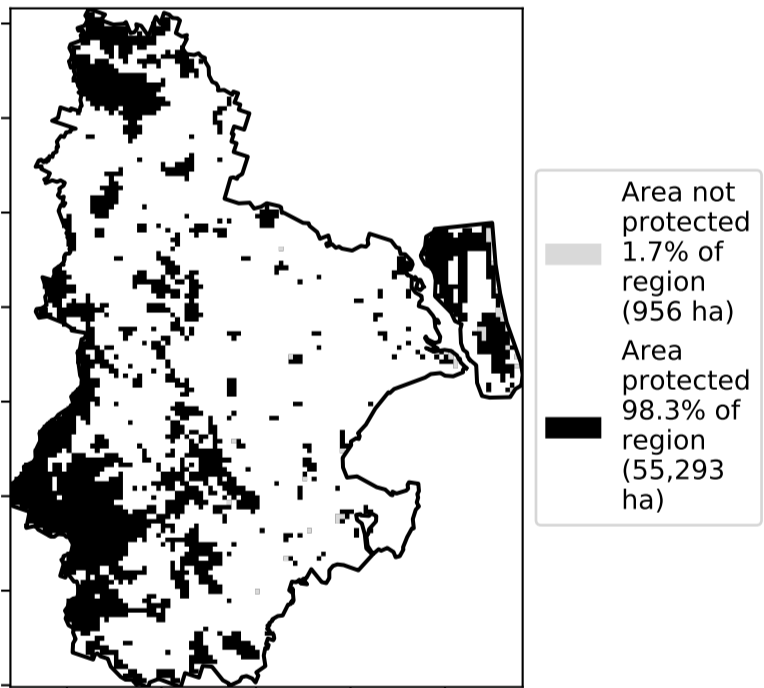 Area not
protected
1.7% of
region
(956 ha)
Area
protected
98.3% of
region
(55,293
ha)